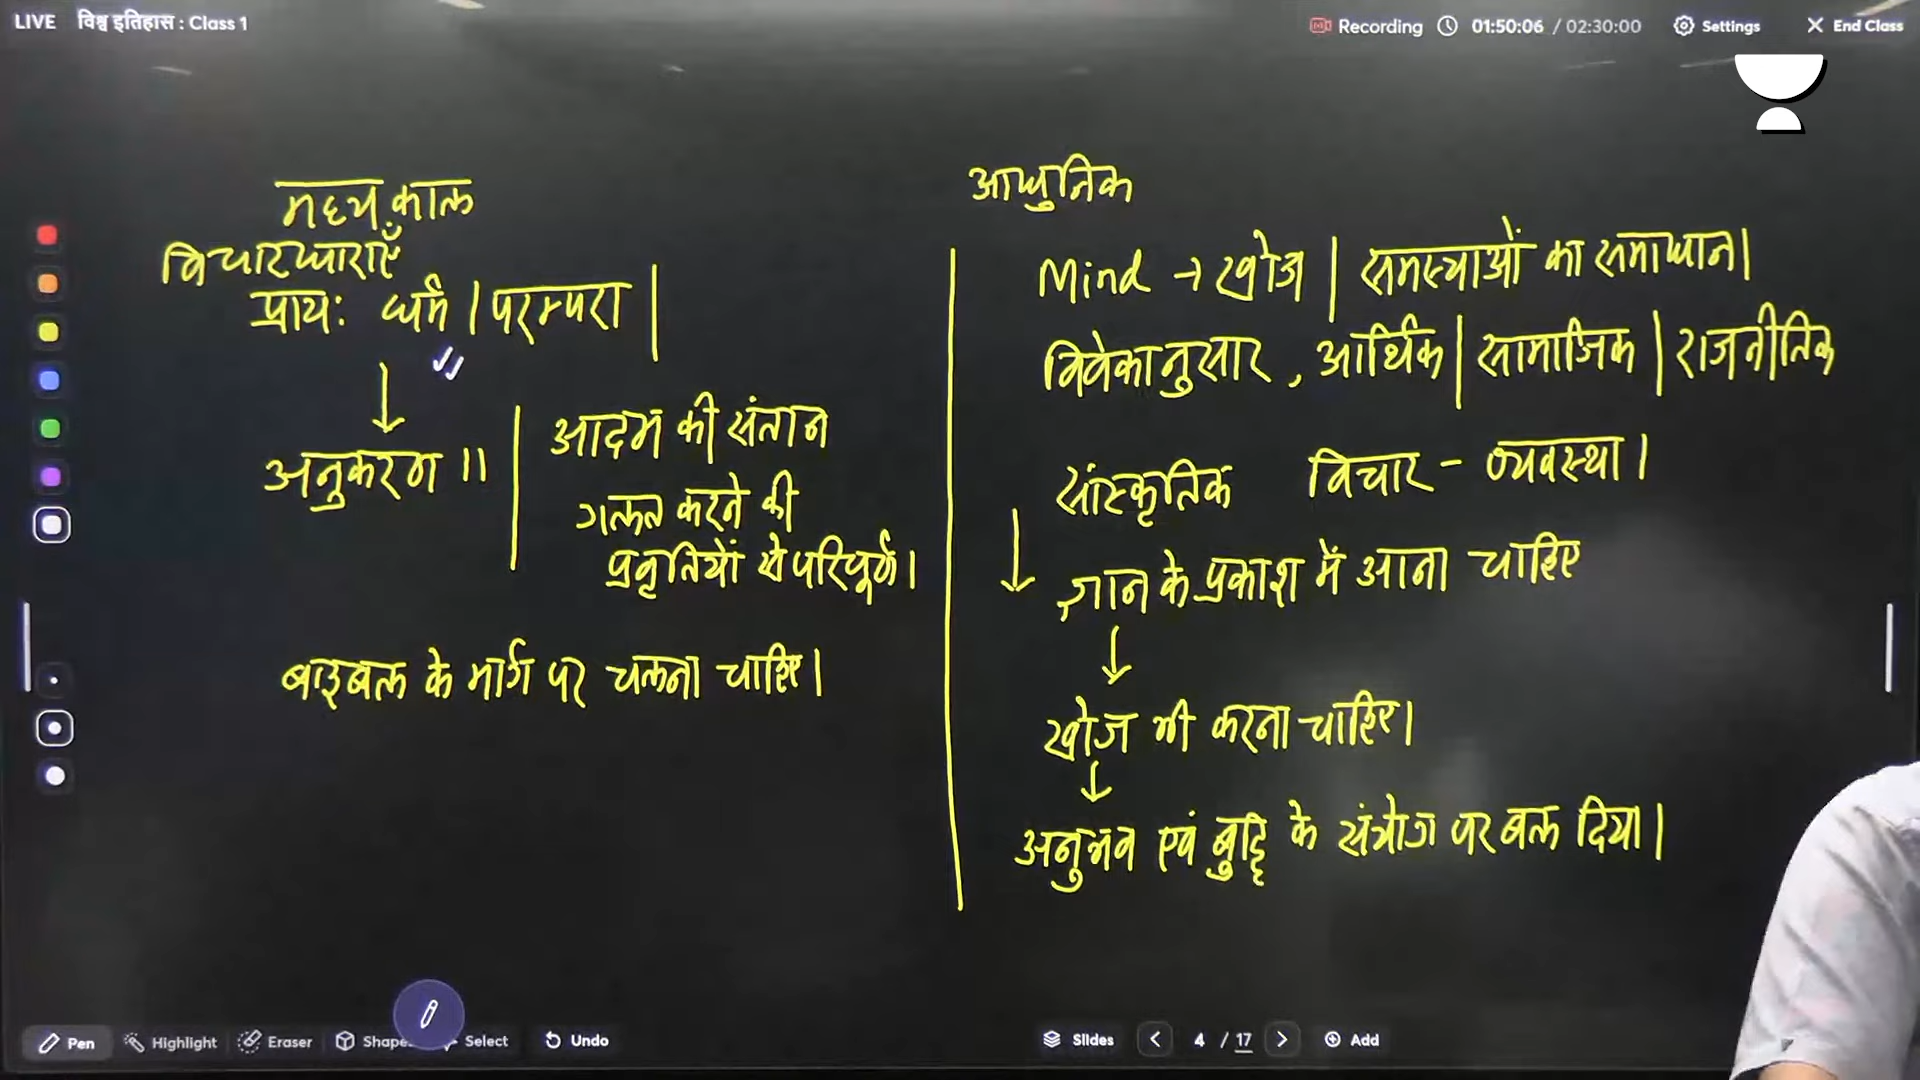 LIVE विश्व इतिहास : Class 1
Recording 01:50:06 / 02:30:00 Settings End Class
मध्य काल
विचारधाराएँ
प्रायः धर्म | परम्परा |
अनुकरण ॥
आदम की संतान
गलत करने की
प्रवृतियों से परिपूर्ण।
बाइबल के मार्ग पर चलना चाहिए।
आधुनिक
Mind → खोज | समस्याओं का समाधान।
विवेकानुसार, आर्थिक | सामाजिक | राजनीतिक
सांस्कृतिक विचार - व्यवस्था।
ज्ञान के प्रकाश में आना चाहिए
खोज भी करना चाहिए।
अनुभव एवं बुद्धि के संयोग पर बल दिया।
Pen Highlight Eraser Shape Select Undo Slides 4 / 17 Add